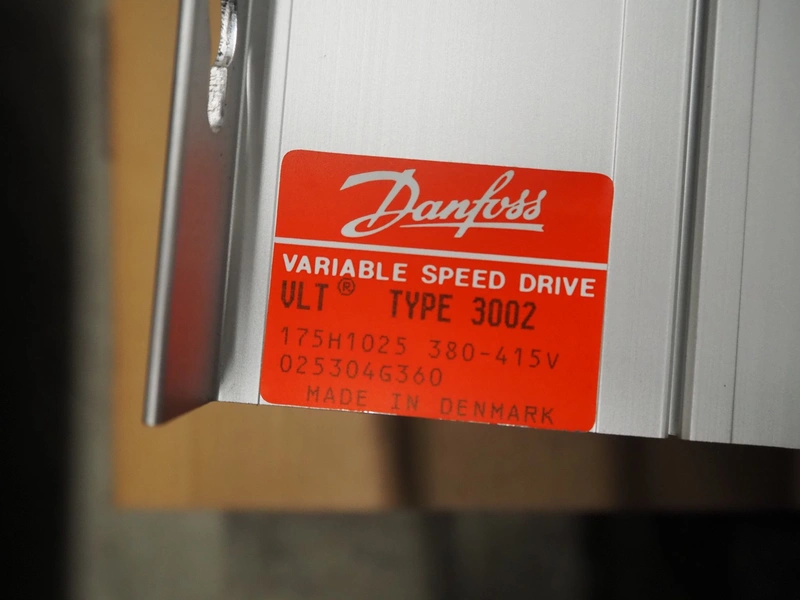 Danfoss
VARIABLE SPEED DRIVE
VLT ® TYPE 3002
175H1025 380-415V
025304G360
MADE IN DENMARK